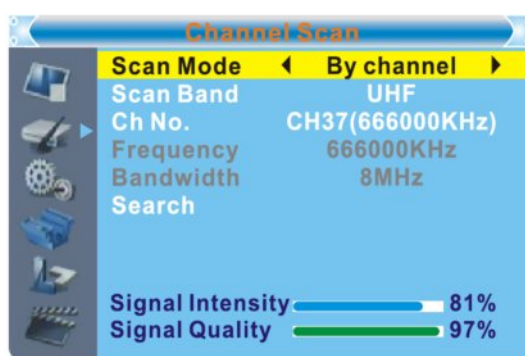 Channel Scan
Scan Mode By channel
Scan Band UHF
Ch No. CH37(666000KHz)
Frequency 666000KHz
Bandwidth 8MHz
Search
Signal Intensity 81%
Signal Quality 97%